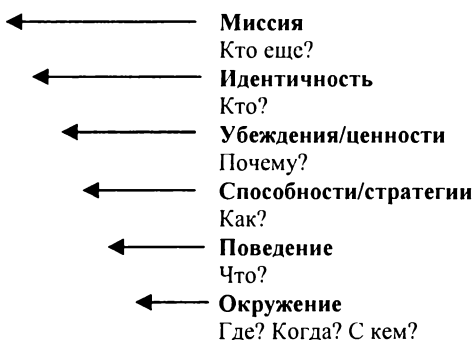 Миссия
Кто еще?
Идентичность
Кто?
Убеждения/ценности
Почему?
Способности/стратегии
Как?
Поведение
Что?
Окружение
Где? Когда? С кем?